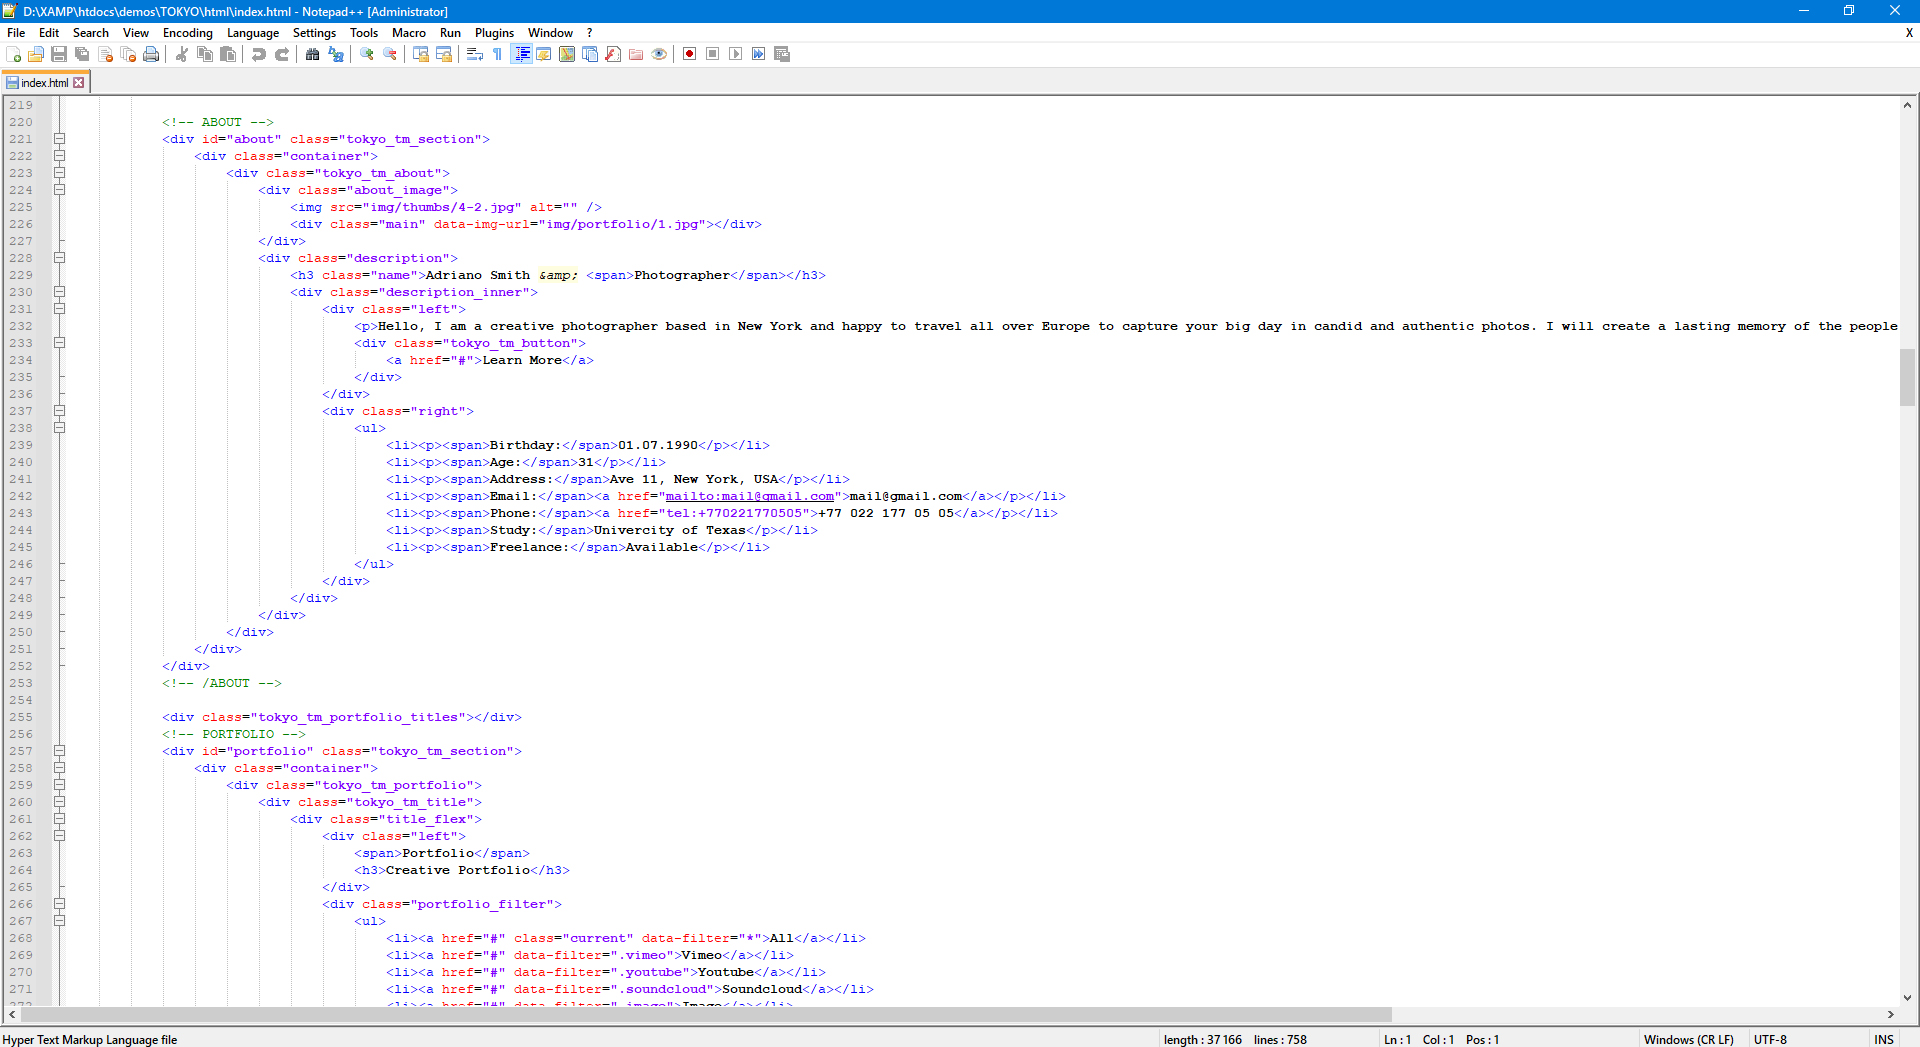 D:\XAMP\htdocs\demos\TOKYO\html\index.html - Notepad++ [Administrator]
File Edit Search View Encoding Language Settings Tools Macro Run Plugins Window ? X
index.html
219
220 <!-- ABOUT -->
221 <div id="about" class="tokyo_tm_section">
222 <div class="container">
223 <div class="tokyo_tm_about">
224 <div class="about_image">
225 <img src="img/thumbs/4-2.jpg" alt="" />
226 <div class="main" data-img-url="img/portfolio/1.jpg"></div>
227 </div>
228 <div class="description">
229 <h3 class="name">Adriano Smith &amp; <span>Photographer</span></h3>
230 <div class="description_inner">
231 <div class="left">
232 <p>Hello, I am a creative photographer based in New York and happy to travel all over Europe to capture your big day in candid and authentic photos. I will create a lasting memory of the people
233 <div class="tokyo_tm_button">
234 <a href="#">Learn More</a>
235 </div>
236 </div>
237 <div class="right">
238 <ul>
239 <li><p><span>Birthday:</span>01.07.1990</p></li>
240 <li><p><span>Age:</span>31</p></li>
241 <li><p><span>Address:</span>Ave 11, New York, USA</p></li>
242 <li><p><span>Email:</span><a href="mailto:mail@gmail.com">mail@gmail.com</a></p></li>
243 <li><p><span>Phone:</span><a href="tel:+770221770505">+77 022 177 05 05</a></p></li>
244 <li><p><span>Study:</span>Univercity of Texas</p></li>
245 <li><p><span>Freelance:</span>Available</p></li>
246 </ul>
247 </div>
248 </div>
249 </div>
250 </div>
251 </div>
252 </div>
253 <!-- /ABOUT -->
254
255 <div class="tokyo_tm_portfolio_titles"></div>
256 <!-- PORTFOLIO -->
257 <div id="portfolio" class="tokyo_tm_section">
258 <div class="container">
259 <div class="tokyo_tm_portfolio">
260 <div class="tokyo_tm_title">
261 <div class="title_flex">
262 <div class="left">
263 <span>Portfolio</span>
264 <h3>Creative Portfolio</h3>
265 </div>
266 <div class="portfolio_filter">
267 <ul>
268 <li><a href="#" class="current" data-filter="*">All</a></li>
269 <li><a href="#" data-filter=".vimeo">Vimeo</a></li>
270 <li><a href="#" data-filter=".youtube">Youtube</a></li>
271 <li><a href="#" data-filter=".soundcloud">Soundcloud</a></li>
272 <li><a href="#" data-filter=".image">Image</a></li>
Hyper Text Markup Language file length : 37 166 lines : 758 Ln : 1 Col : 1 Pos : 1 Windows (CR LF) UTF-8 INS